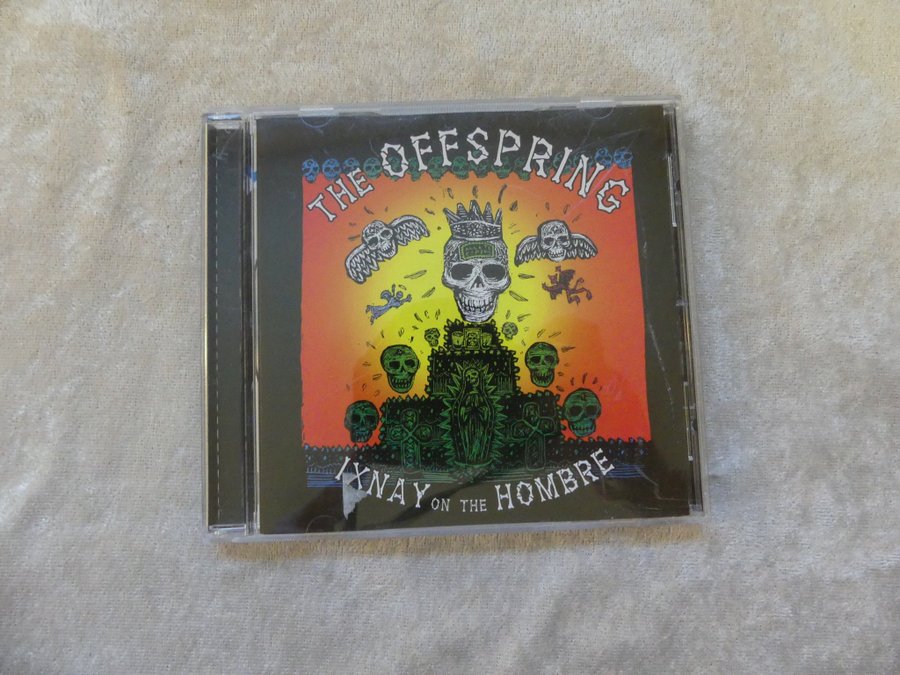 THE OFFSPRING
IXNAY ON THE HOMBRE